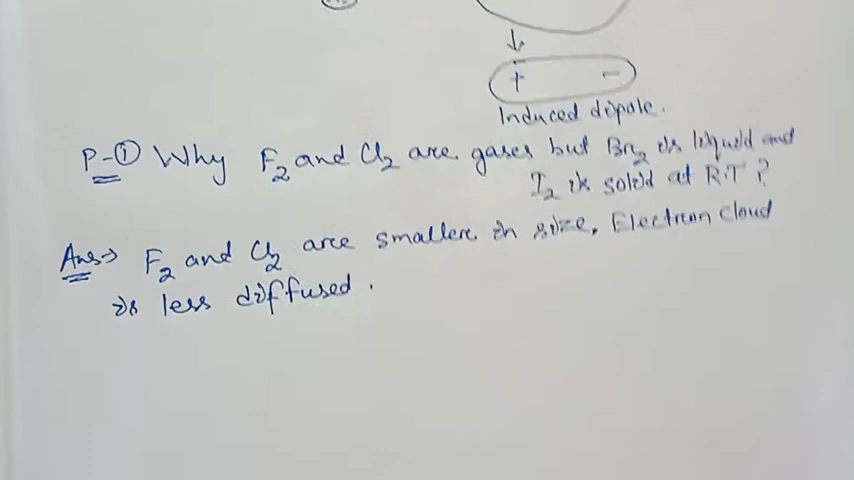 + -
Induced dipole.
P-① Why F₂ and Cl₂ are gases but Br₂ is liquid and
I₂ is solid at R.T ?
Ans→ F₂ and Cl₂ are smaller in size, Electron cloud
is less diffused.